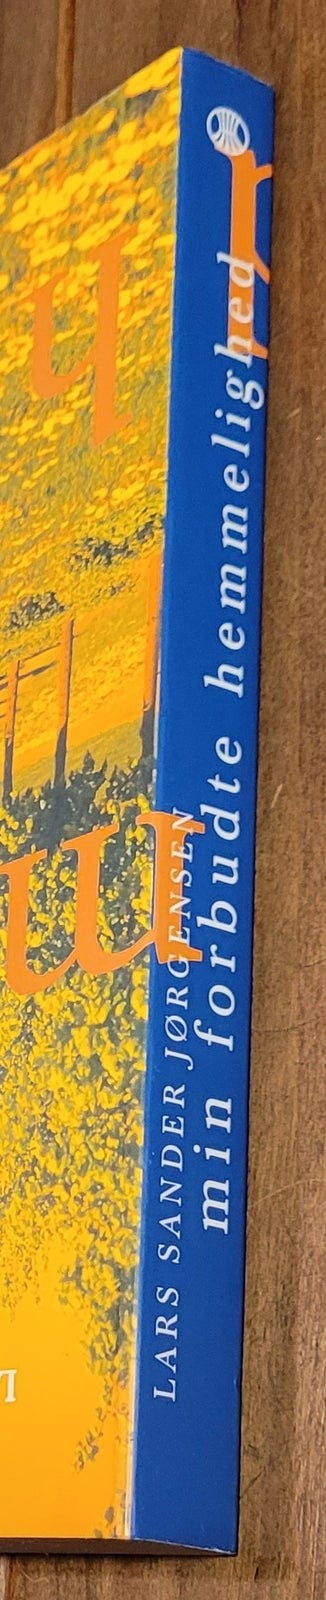 LARS SANDER JØRGENSEN
min forbudte hemmelighed